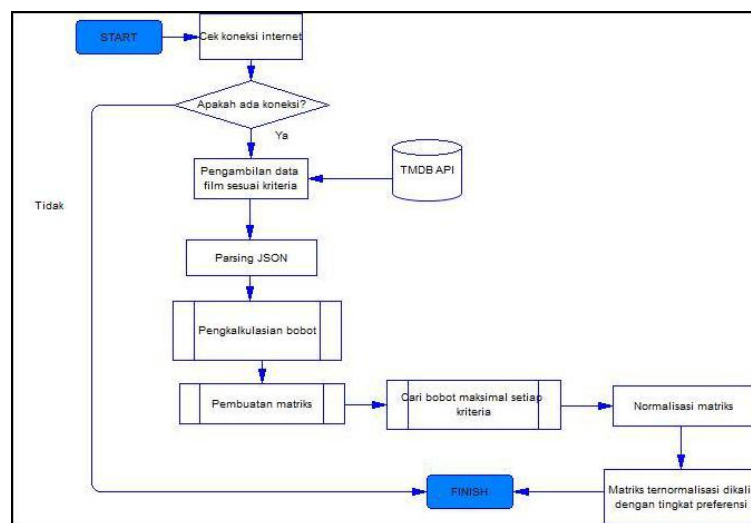 START
Cek koneksi internet
Apakah ada koneksi?
Ya
Tidak
Pengambilan data
film sesuai kriteria
TMDB API
Parsing JSON
Pengkalkulasian bobot
Pembuatan matriks
Cari bobot maksimal setiap
kriteria
Normalisasi matriks
Matriks ternormalisasi dikali
dengan tingkat preferensi
FINISH